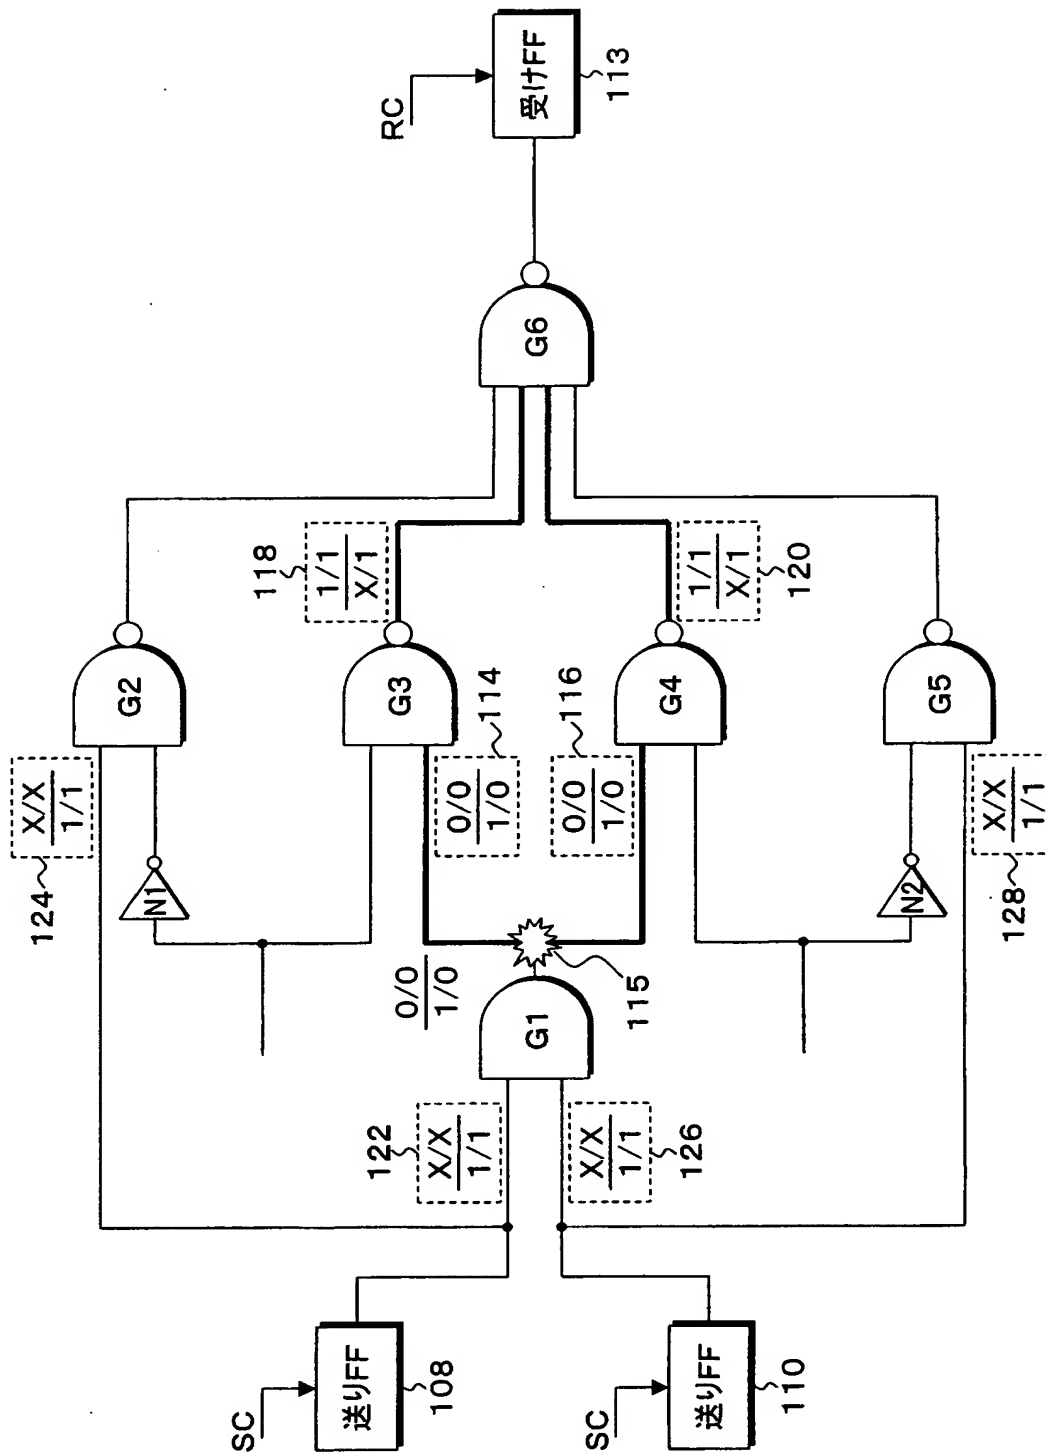 SC
送りFF
108
SC
送りFF
110
122
X/X
1/1
X/X
1/1
126
G1
115
0/0
1/0
124
X/X
1/1
N1
G2
G3
114
0/0
1/0
118
1/1
X/1
116
0/0
1/0
G4
1/1
X/1
120
N2
128
X/X
1/1
G5
G6
RC
受けFF
113